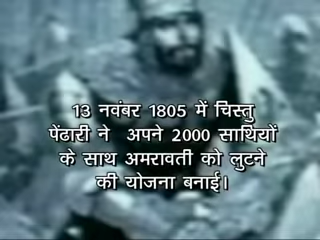 13 नवंबर 1805 में चिस्तु
पेंढारी ने अपने 2000 साथियों
के साथ अमरावती को लुटने
की योजना बनाई।